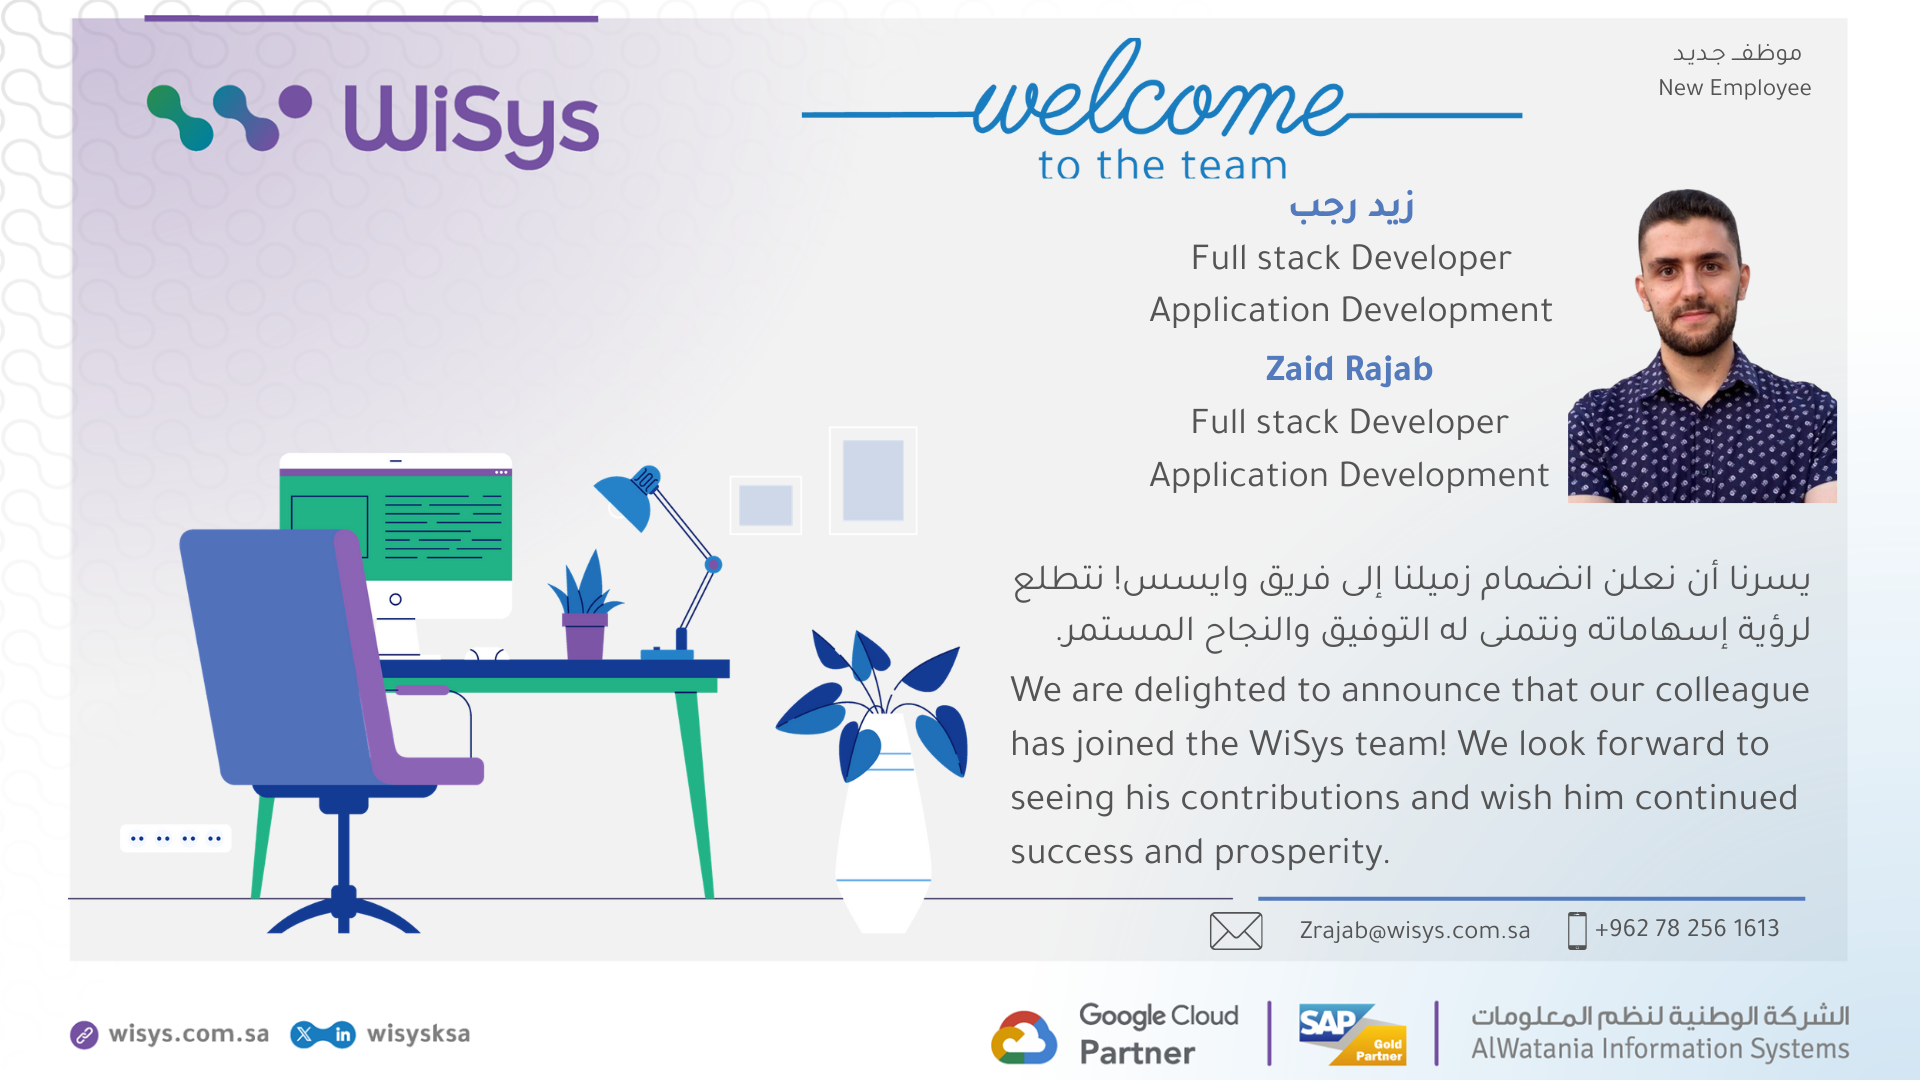 WiSys
welcome
to the team
موظف جديد
New Employee
زيد رجب
Full stack Developer
Application Development
Zaid Rajab
Full stack Developer
Application Development
يسرنا أن نعلن انضمام زميلنا إلى فريق وايسس! نتطلع
لرؤية إسهاماته ونتمنى له التوفيق والنجاح المستمر.
We are delighted to announce that our colleague
has joined the WiSys team! We look forward to
seeing his contributions and wish him continued
success and prosperity.
Zrajab@wisys.com.sa
+962 78 256 1613
wisys.com.sa
X in wisysksa
Google Cloud
Partner
SAP
Gold
Partner
الشركة الوطنية لنظم المعلومات
AlWatania Information Systems